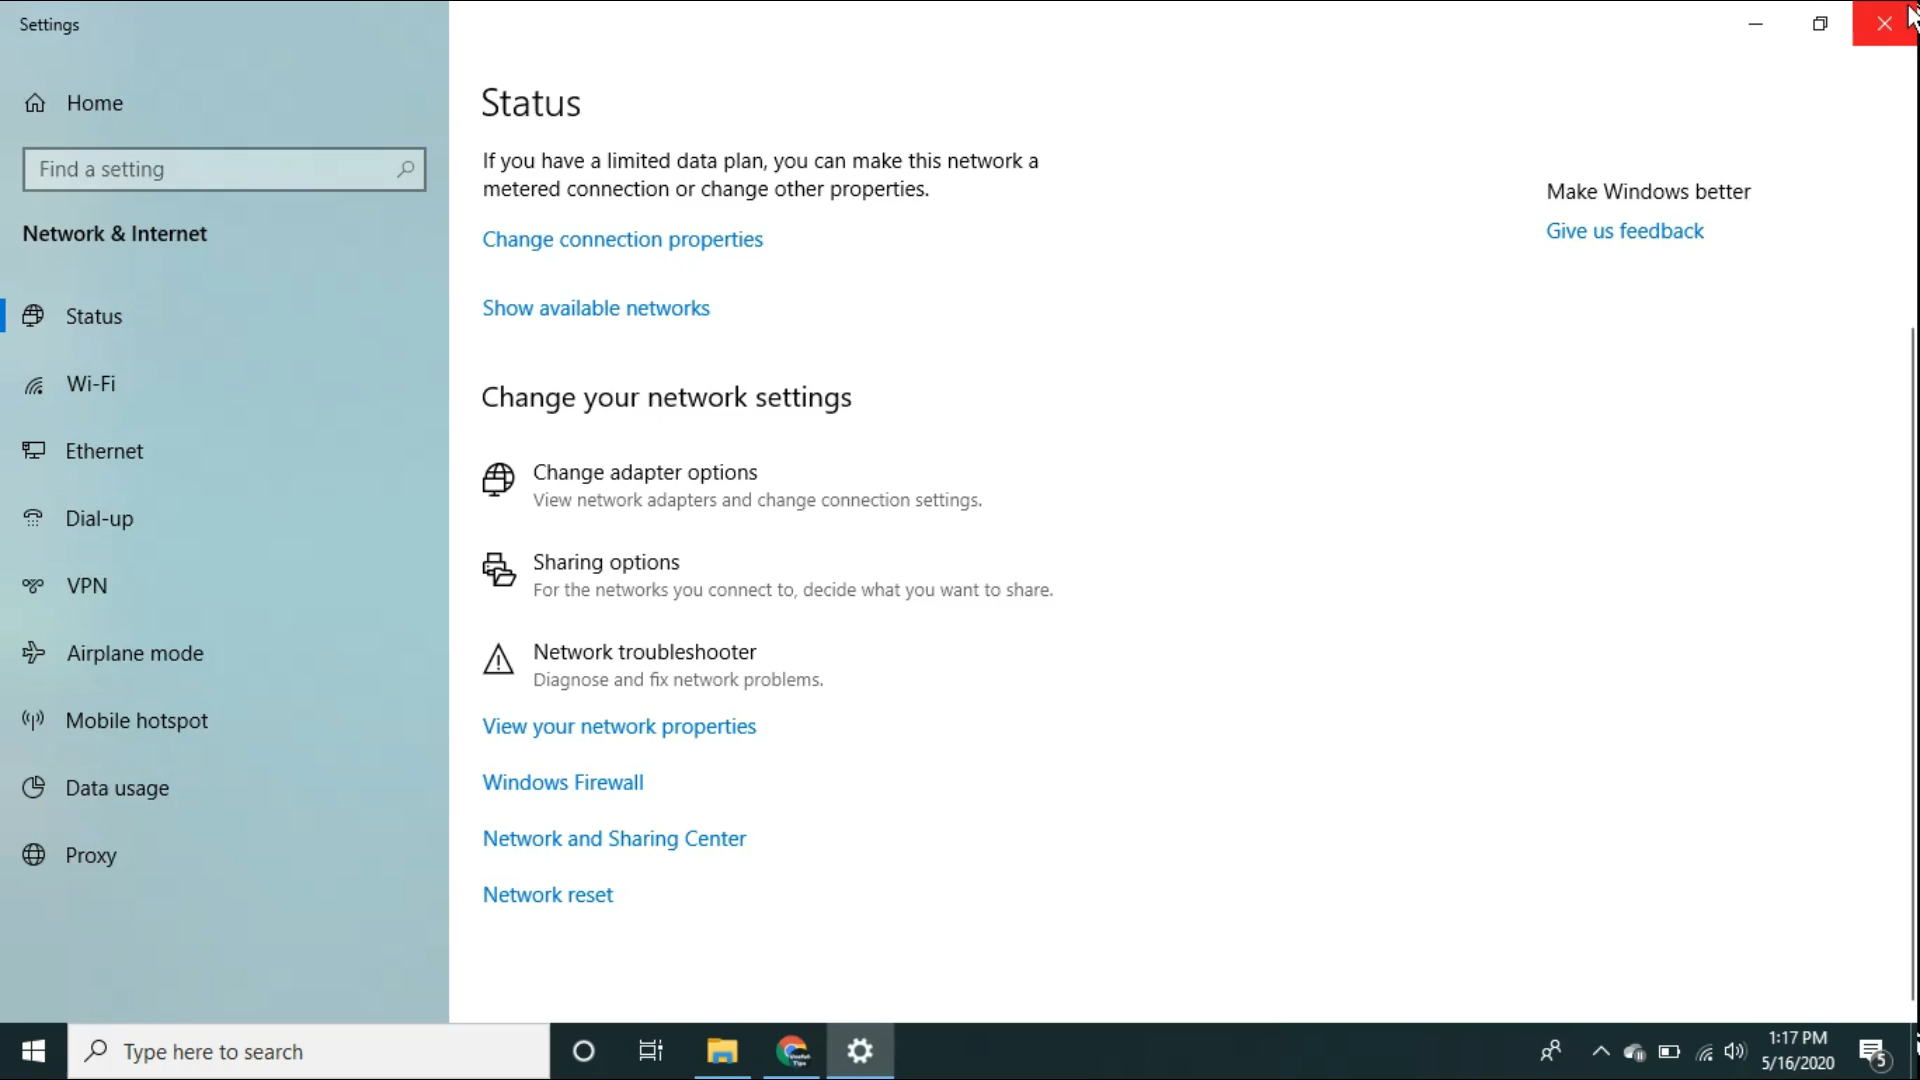 Settings
Home
Find a setting
Network & Internet
Status
Wi-Fi
Ethernet
Dial-up
VPN
Airplane mode
Mobile hotspot
Data usage
Proxy
Status
If you have a limited data plan, you can make this network a
metered connection or change other properties.
Change connection properties
Show available networks
Change your network settings
Change adapter options
View network adapters and change connection settings.
Sharing options
For the networks you connect to, decide what you want to share.
Network troubleshooter
Diagnose and fix network problems.
View your network properties
Windows Firewall
Network and Sharing Center
Network reset
Make Windows better
Give us feedback
Type here to search
Useful
Tips
1:17 PM
5/16/2020
5